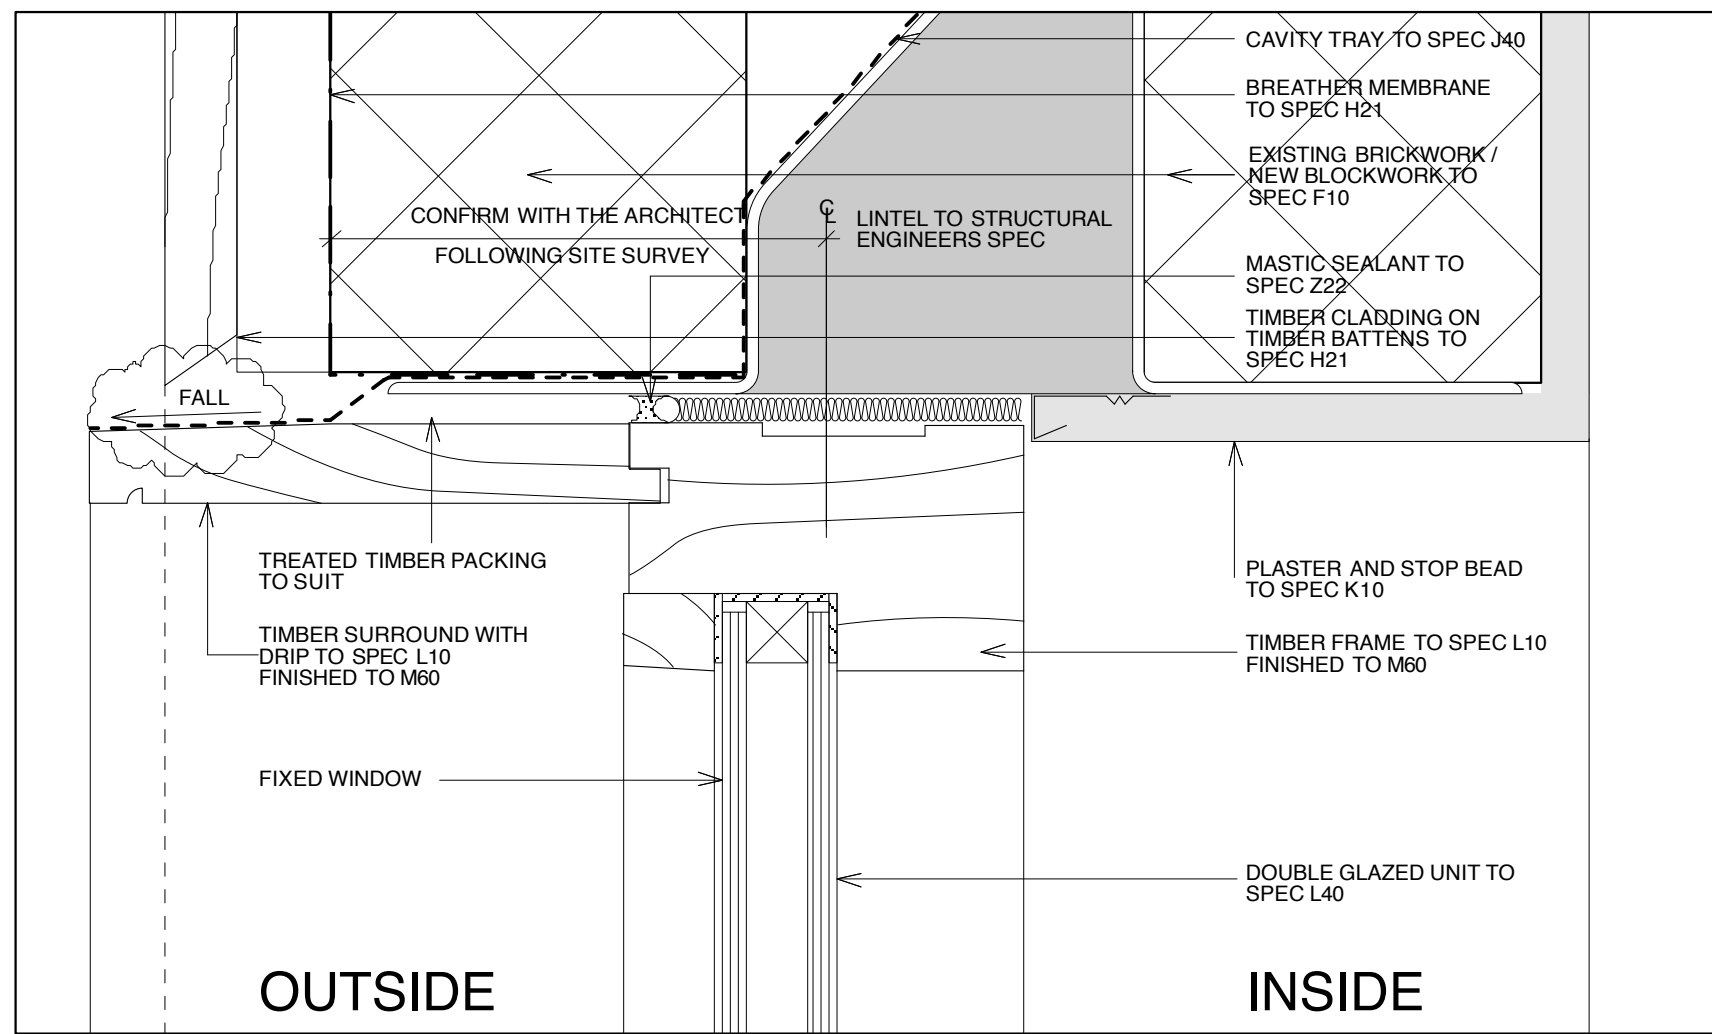 CAVITY TRAY TO SPEC J40
BREATHER MEMBRANE
TO SPEC H21
EXISTING BRICKWORK /
NEW BLOCKWORK TO
SPEC F10
CONFIRM WITH THE ARCHITECT
FOLLOWING SITE SURVEY
CL
LINTEL TO STRUCTURAL
ENGINEERS SPEC
MASTIC SEALANT TO
SPEC Z22
TIMBER CLADDING ON
TIMBER BATTENS TO
SPEC H21
FALL
TREATED TIMBER PACKING
TO SUIT
PLASTER AND STOP BEAD
TO SPEC K10
TIMBER SURROUND WITH
DRIP TO SPEC L10
FINISHED TO M60
TIMBER FRAME TO SPEC L10
FINISHED TO M60
FIXED WINDOW
DOUBLE GLAZED UNIT TO
SPEC L40
OUTSIDE
INSIDE